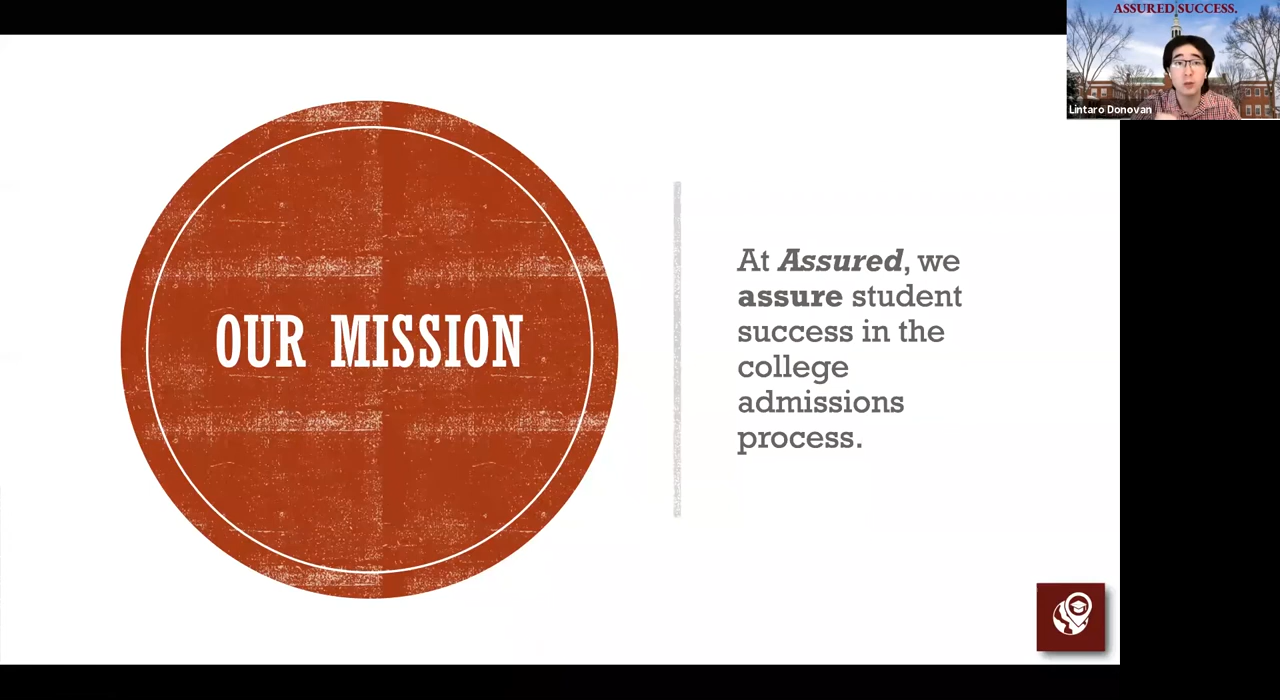 ASSURED SUCCESS.
Lintaro Donovan
OUR MISSION
At Assured, we
assure student
success in the
college
admissions
process.